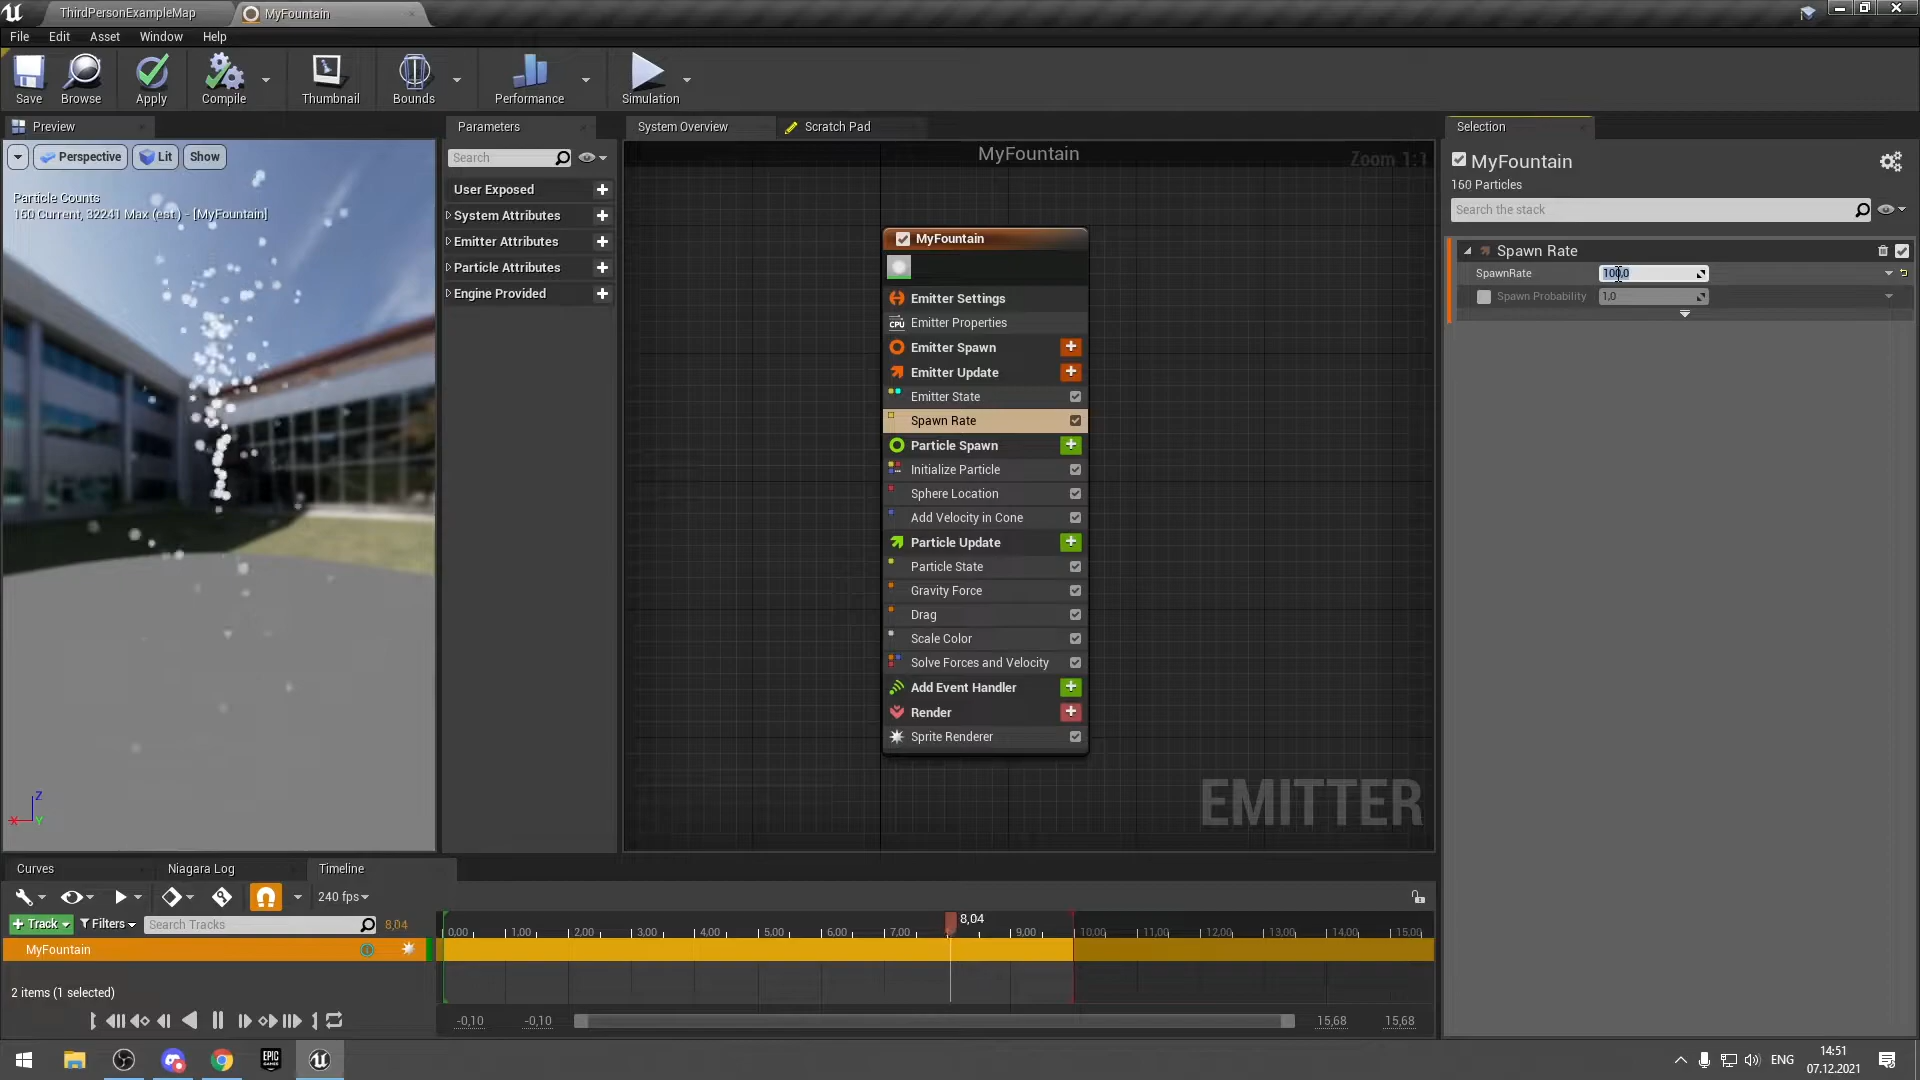 ThirdPersonExampleMap
MyFountain
File Edit Asset Window Help
Save Browse Apply Compile Thumbnail Bounds Performance Simulation
Preview
Parameters
System Overview
Scratch Pad
Selection
Perspective Lit Show
Particle Counts
160 Current, 32241 Max (est.) - [MyFountain]
Search
User Exposed
System Attributes
Emitter Attributes
Particle Attributes
Engine Provided
MyFountain
Zoom 1:1
MyFountain
Emitter Settings
CPU Emitter Properties
Emitter Spawn
Emitter Update
Emitter State
Spawn Rate
Particle Spawn
Initialize Particle
Sphere Location
Add Velocity in Cone
Particle Update
Particle State
Gravity Force
Drag
Scale Color
Solve Forces and Velocity
Add Event Handler
Render
Sprite Renderer
EMITTER
MyFountain
160 Particles
Search the stack
Spawn Rate
SpawnRate 100,0
Spawn Probability 1,0
Z
X Y
Curves
Niagara Log
Timeline
240 fps
+ Track Filters Search Tracks 8,04
8,04
0,00 1,00 2,00 3,00 4,00 5,00 6,00 7,00 9,00 10,00 11,00 12,00 13,00 14,00 15,00
MyFountain
2 items (1 selected)
-0,10 -0,10 15,68 15,68
EPIC GAMES
ENG
14:51
07.12.2021